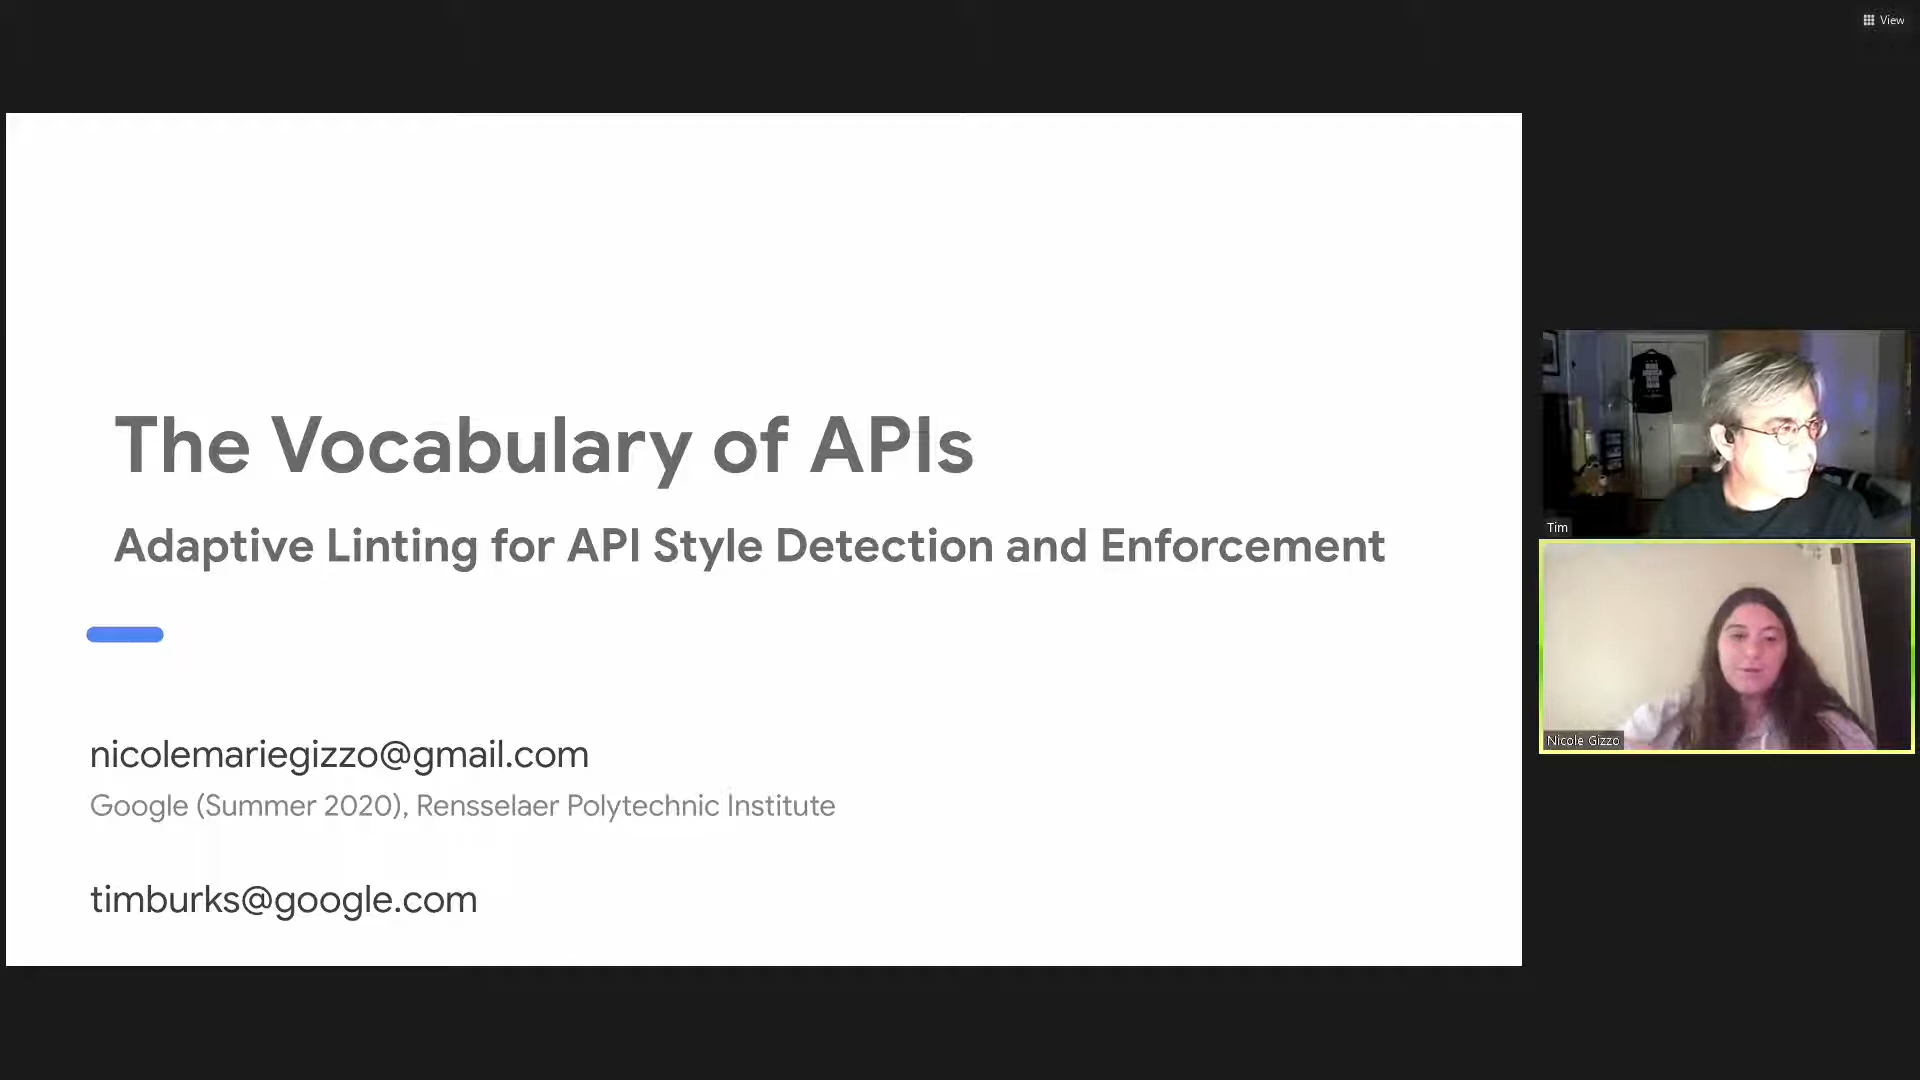 View
The Vocabulary of APIs
Adaptive Linting for API Style Detection and Enforcement
nicolemariegizzo@gmail.com
Google (Summer 2020), Rensselaer Polytechnic Institute
timburks@google.com
Tim
Nicole Gizzo